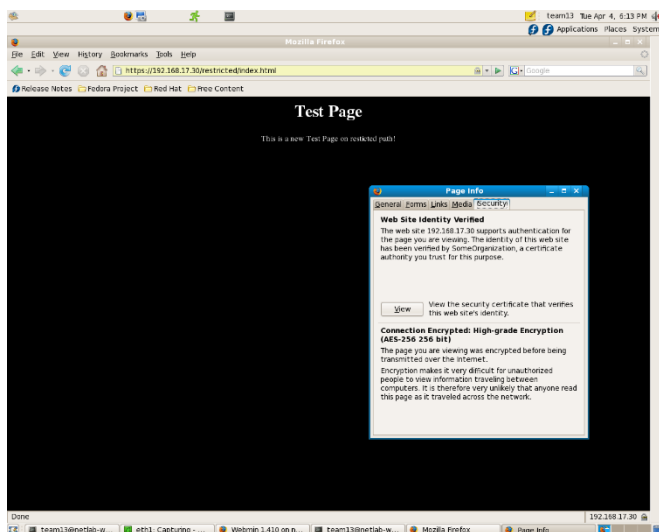 team13 Tue Apr 4, 6:13 PM
Applications Places System
Mozilla Firefox
File Edit View History Bookmarks Tools Help
https://192.168.17.30/restricted/index.html
Google
Release Notes Fedora Project Red Hat Free Content
Test Page
This is a new Test Page on resticted path!
Page Info
General Forms Links Media Security
Web Site Identity Verified
The web site 192.168.17.30 supports authentication for
the page you are viewing. The identity of this web site
has been verified by SomeOrganization, a certificate
authority you trust for this purpose.
View
View the security certificate that verifies
this web site's identity.
Connection Encrypted: High-grade Encryption
(AES-256 256 bit)
The page you are viewing was encrypted before being
transmitted over the Internet.
Encryption makes it very difficult for unauthorized
people to view information traveling between
computers. It is therefore very unlikely that anyone read
this page as it traveled across the network.
Done
192.168.17.30
team13@netlab-w... eth1: Capturing - ... Webmin 1.410 on n... team13@netlab-w... Mozilla Firefox Page Info